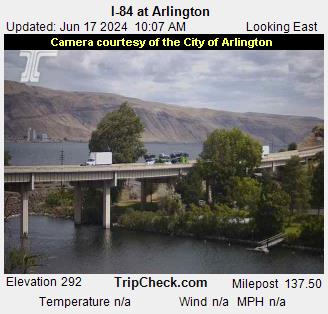 I-84 at Arlington
Updated: Jun 17 2024 10:07 AM Looking East
Camera courtesy of the City of Arlington
Elevation 292 TripCheck.com Milepost 137.50
Temperature n/a Wind n/a MPH n/a